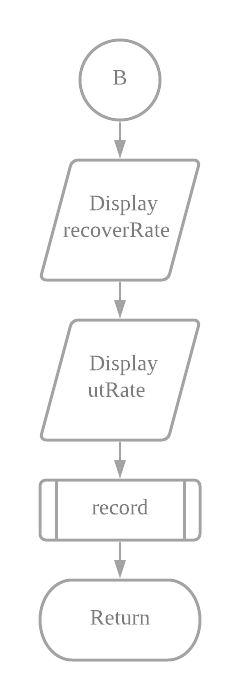 B
Display
recoverRate
Display
utRate
record
Return